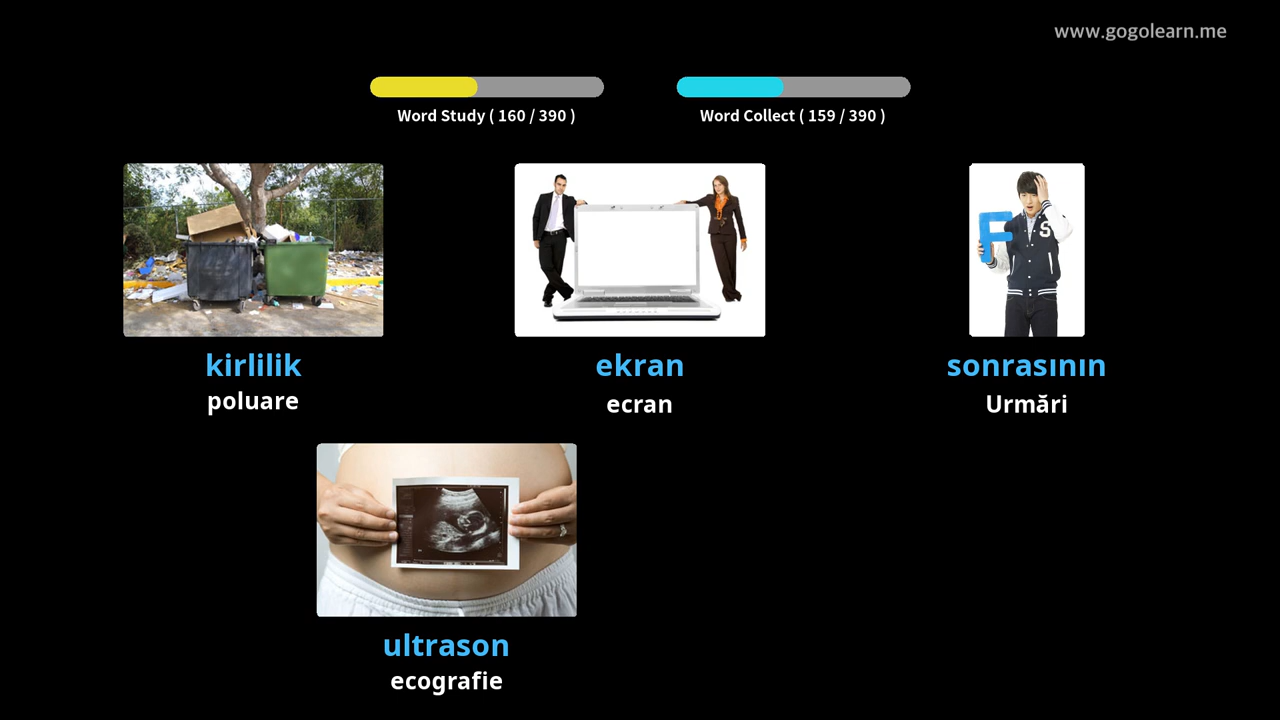 www.gogolearn.me
Word Study ( 160 / 390 )
Word Collect ( 159 / 390 )
F
S
kirlilik
poluare
ekran
ecran
sonrasının
Urmări
ultrason
ecografie